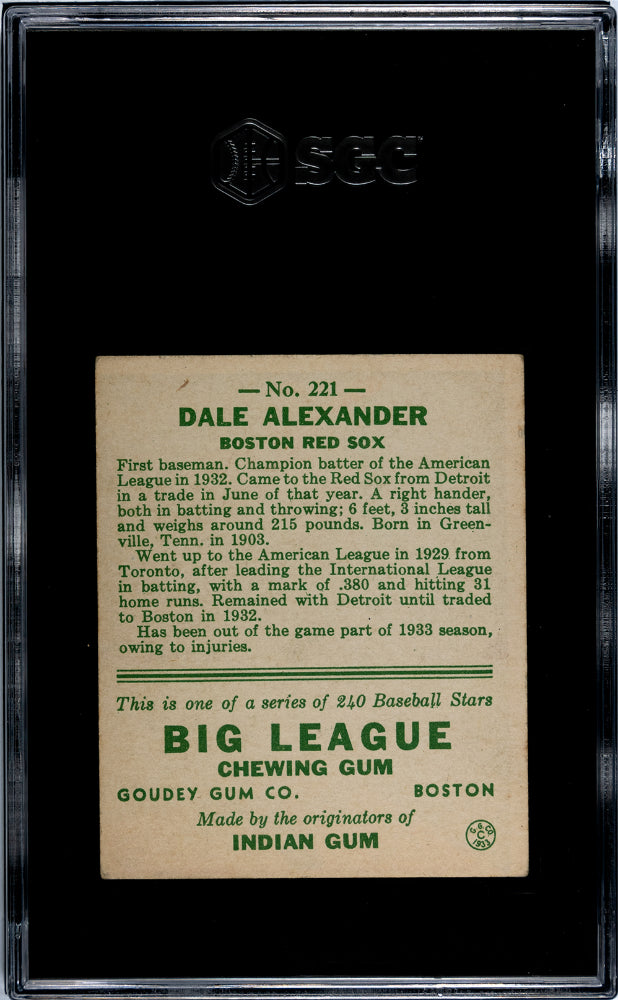 SGC
— No. 221 —
DALE ALEXANDER
BOSTON RED SOX
First baseman. Champion batter of the American
League in 1932. Came to the Red Sox from Detroit
in a trade in June of that year. A right hander,
both in batting and throwing; 6 feet, 3 inches tall
and weighs around 215 pounds. Born in Green-
ville, Tenn. in 1903.
Went up to the American League in 1929 from
Toronto, after leading the International League
in batting, with a mark of .380 and hitting 31
home runs. Remained with Detroit until traded
to Boston in 1932.
Has been out of the game part of 1933 season,
owing to injuries.
This is one of a series of 240 Baseball Stars
BIG LEAGUE
CHEWING GUM
GOUDEY GUM CO. BOSTON
Made by the originators of
INDIAN GUM
G. G. CO
C
1933